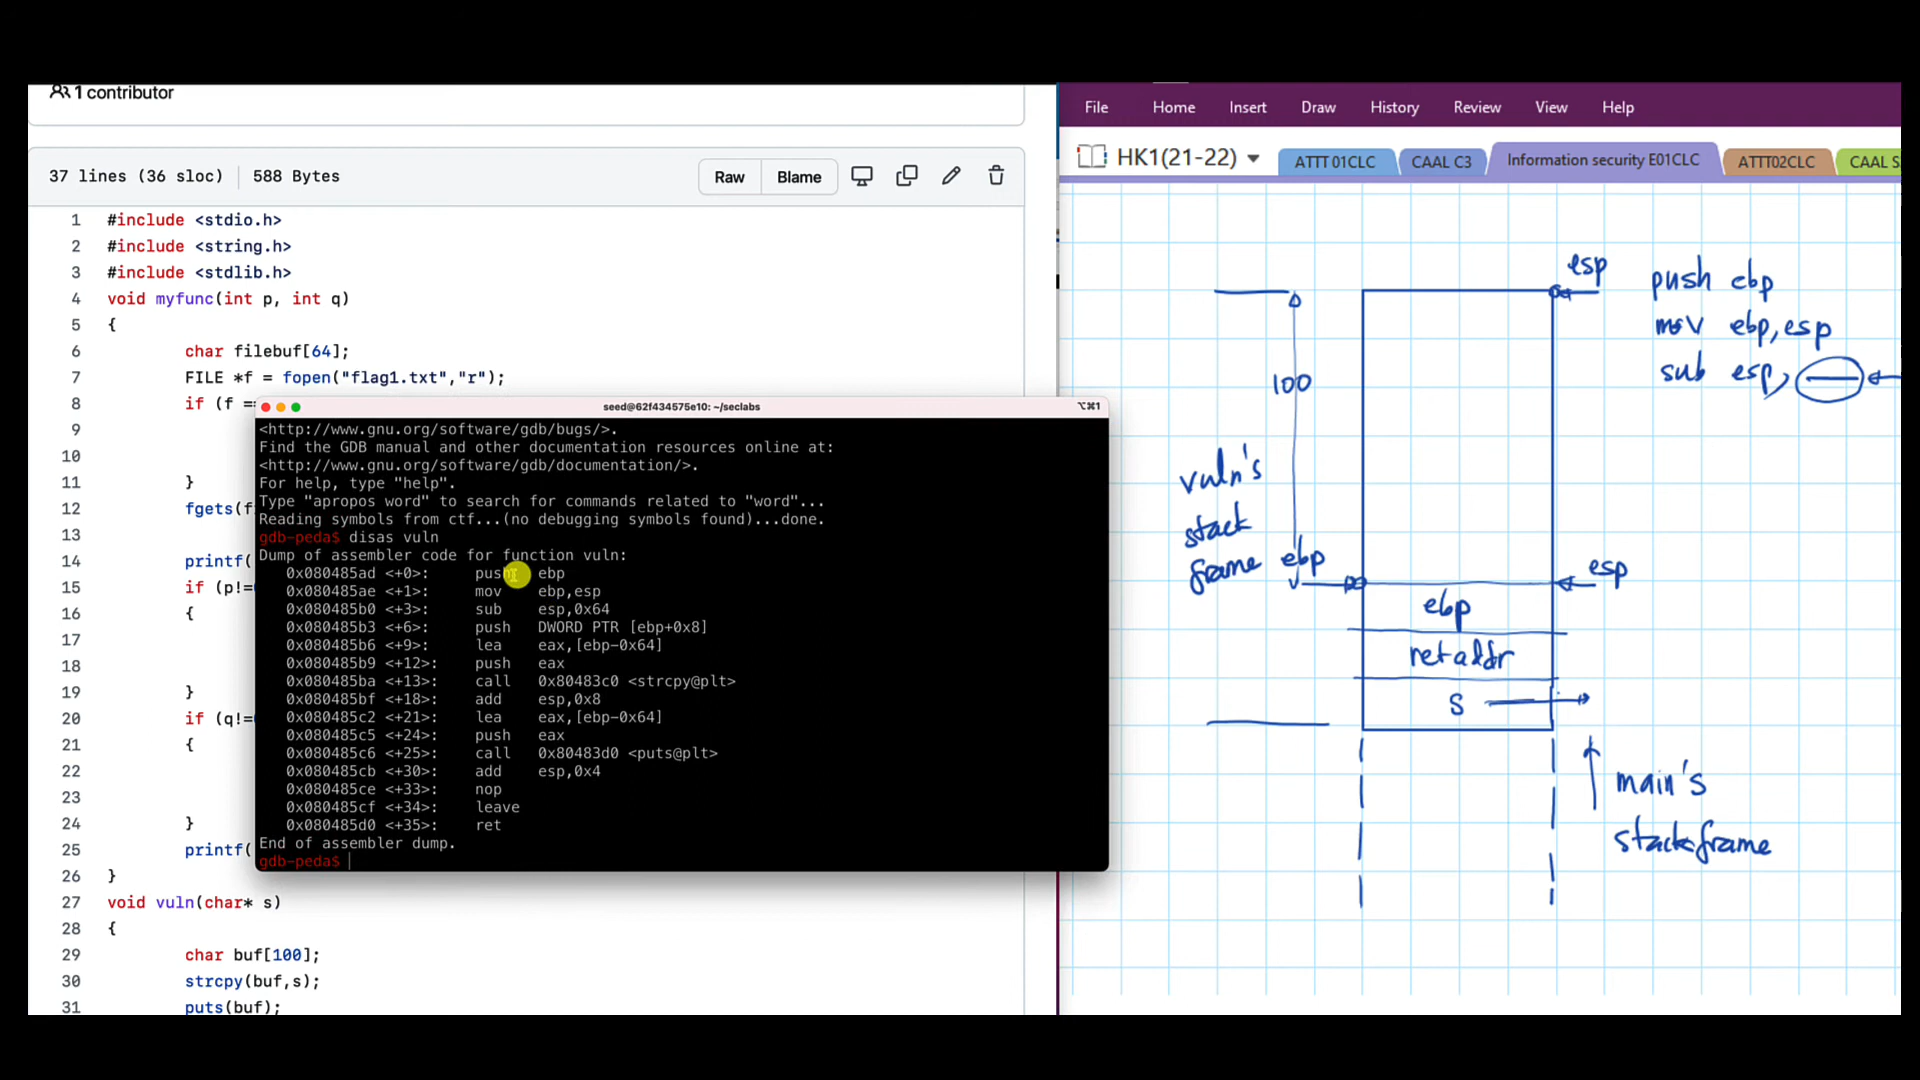 1 contributor
37 lines (36 sloc) | 588 Bytes
Raw
Blame
1 #include <stdio.h>
2 #include <string.h>
3 #include <stdlib.h>
4 void myfunc(int p, int q)
5 {
6 char filebuf[64];
7 FILE *f = fopen("flag1.txt","r");
8 if (f ==
9
10
11 }
12 fgets(f
13
14 printf(
15 if (p!=
16 {
17
18
19 }
20 if (q!=
21 {
22
23
24 }
25 printf(
26 }
27 void vuln(char* s)
28 {
29 char buf[100];
30 strcpy(buf,s);
31 puts(buf);
seed@62f434575e10: ~/seclabs
⌥⌘1
<http://www.gnu.org/software/gdb/bugs/>.
Find the GDB manual and other documentation resources online at:
<http://www.gnu.org/software/gdb/documentation/>.
For help, type "help".
Type "apropos word" to search for commands related to "word"...
Reading symbols from ctf...(no debugging symbols found)...done.
gdb-peda$ disas vuln
Dump of assembler code for function vuln:
0x080485ad <+0>: push ebp
0x080485ae <+1>: mov ebp,esp
0x080485b0 <+3>: sub esp,0x64
0x080485b3 <+6>: push DWORD PTR [ebp+0x8]
0x080485b6 <+9>: lea eax,[ebp-0x64]
0x080485b9 <+12>: push eax
0x080485ba <+13>: call 0x80483c0 <strcpy@plt>
0x080485bf <+18>: add esp,0x8
0x080485c2 <+21>: lea eax,[ebp-0x64]
0x080485c5 <+24>: push eax
0x080485c6 <+25>: call 0x80483d0 <puts@plt>
0x080485cb <+30>: add esp,0x4
0x080485ce <+33>: nop
0x080485cf <+34>: leave
0x080485d0 <+35>: ret
End of assembler dump.
gdb-peda$
File Home Insert Draw History Review View Help
HK1(21-22)
ATTT 01CLC
CAAL C3
Information security E01CLC
ATTT02CLC
CAAL S
esp
push ebp
mov ebp,esp
sub esp,
100
vuln's
stack
frame
ebp
esp
ebp
ret addr
s
main's
stackframe